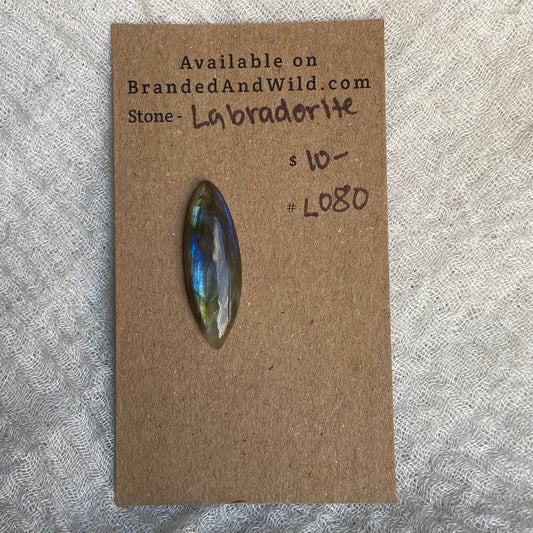 Available on
BrandedAndWild.com
Stone - Labradorite
$ 10-
# L080